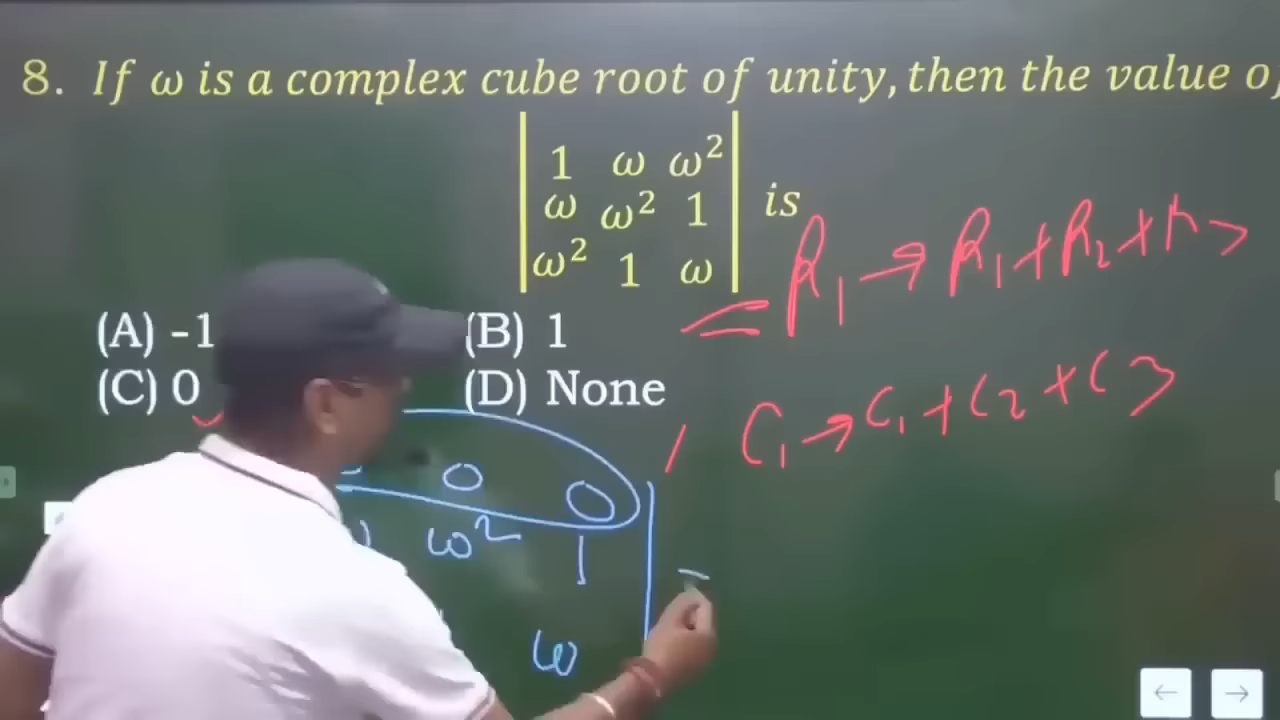 8. If ω is a complex cube root of unity, then the value o
1 ω ω²
ω ω² 1 is
ω² 1 ω
= R₁ → R₁ + R₂ + R₃
(A) -1 (B) 1
(C) 0 (D) None
/ C₁ → C₁ + C₂ + C₃
0 0
ω² 1 =
ω
← →